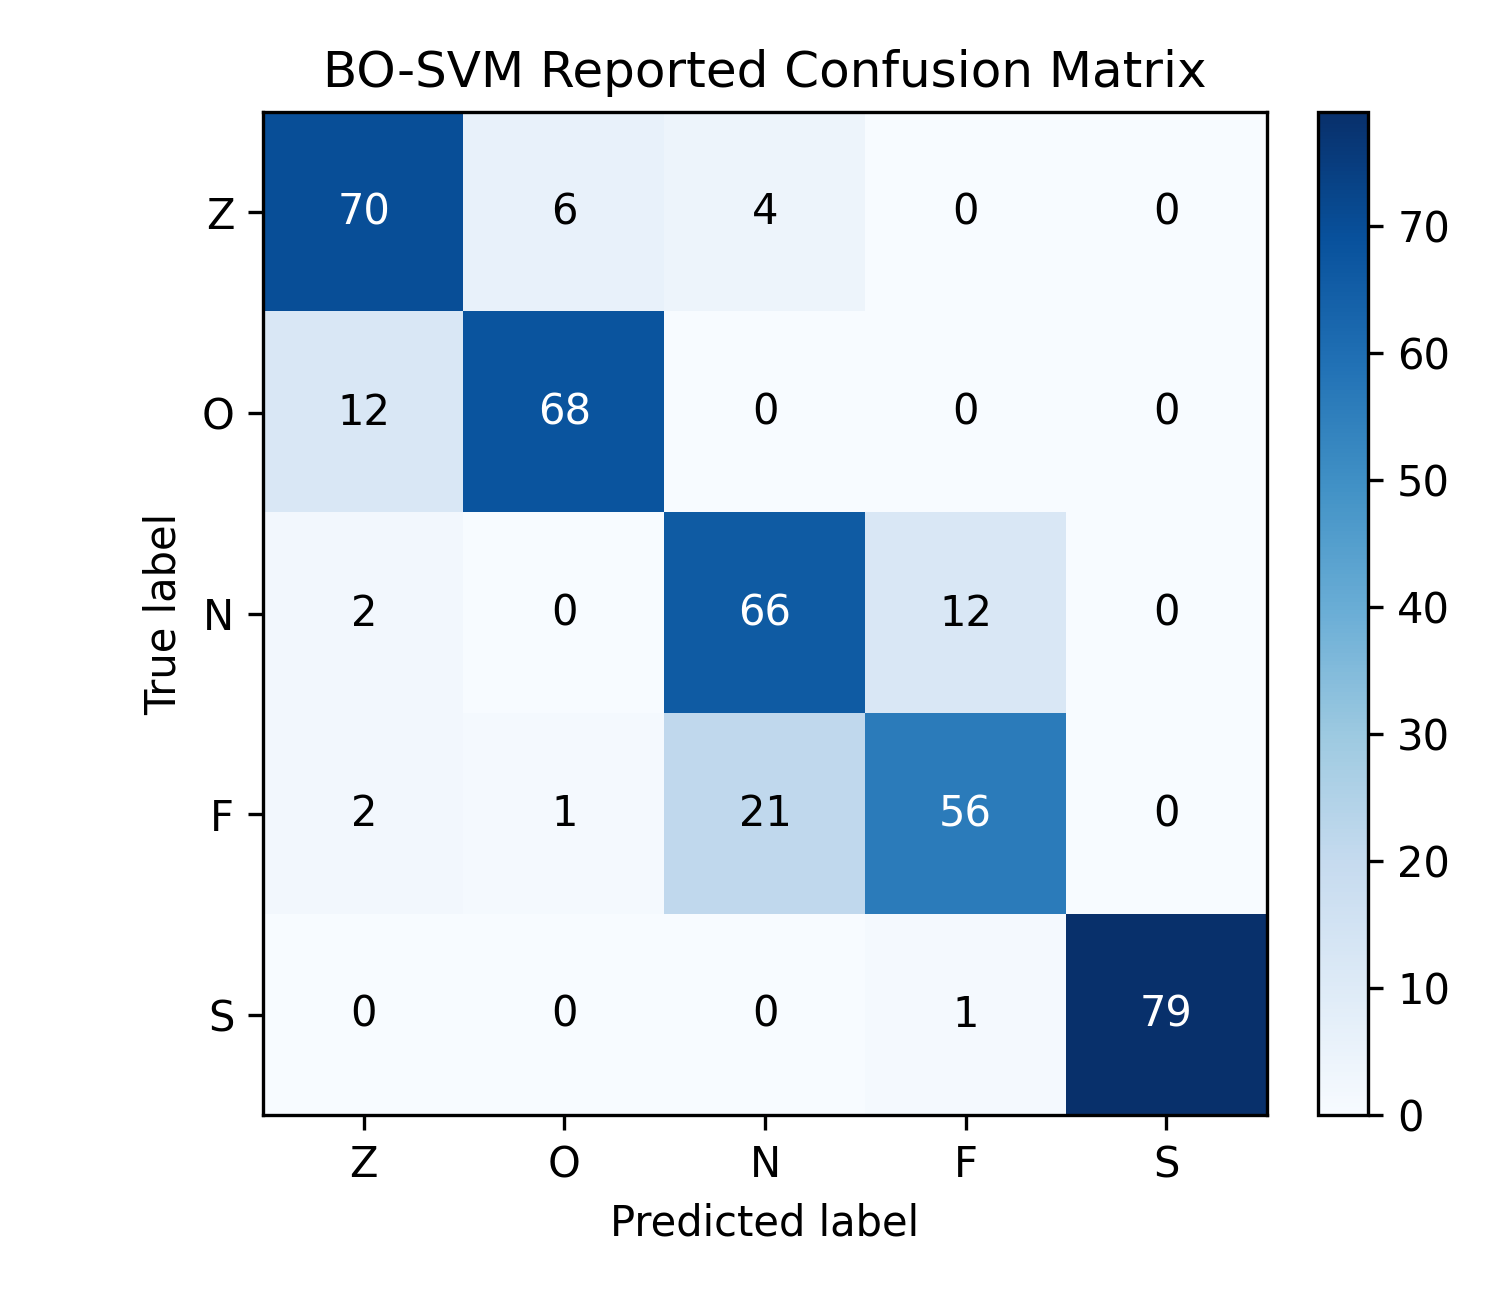 BO-SVM Reported Confusion Matrix
Z 70 6 4 0 0
O 12 68 0 0 0
N 2 0 66 12 0
F 2 1 21 56 0
S 0 0 0 1 79
Z O N F S
Predicted label
True label
70
60
50
40
30
20
10
0